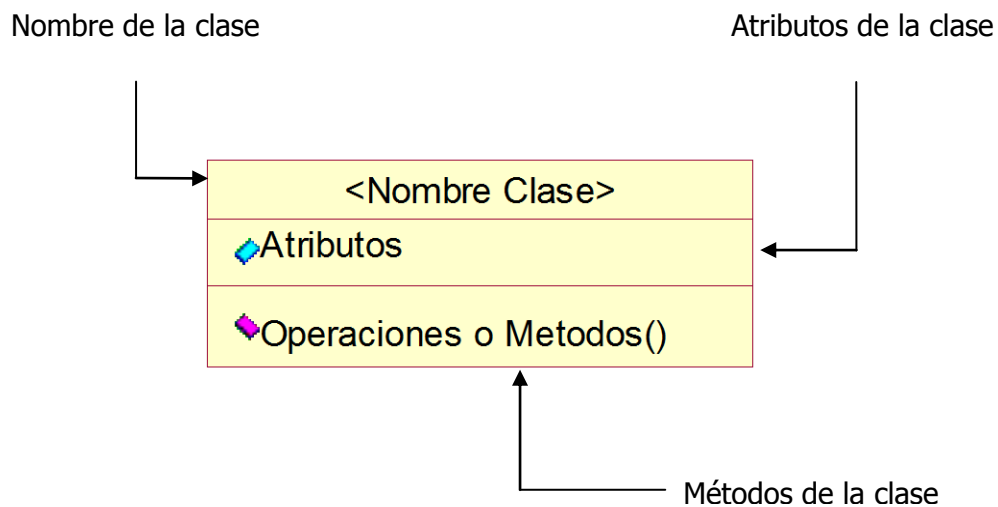 Nombre de la clase
Atributos de la clase
<Nombre Clase>
Atributos
Operaciones o Metodos()
Métodos de la clase